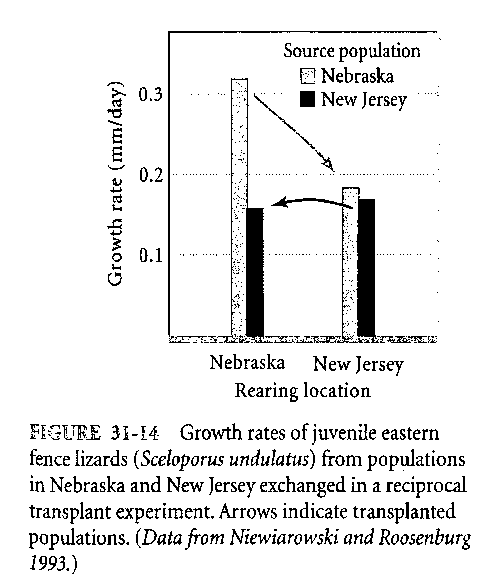 Source population
Nebraska
New Jersey
Growth rate (mm/day)
0.3
0.2
0.1
Nebraska New Jersey
Rearing location
FIGURE 31-14 Growth rates of juvenile eastern
fence lizards (Sceloporus undulatus) from populations
in Nebraska and New Jersey exchanged in a reciprocal
transplant experiment. Arrows indicate transplanted
populations. (Data from Niewiarowski and Roosenburg
1993.)